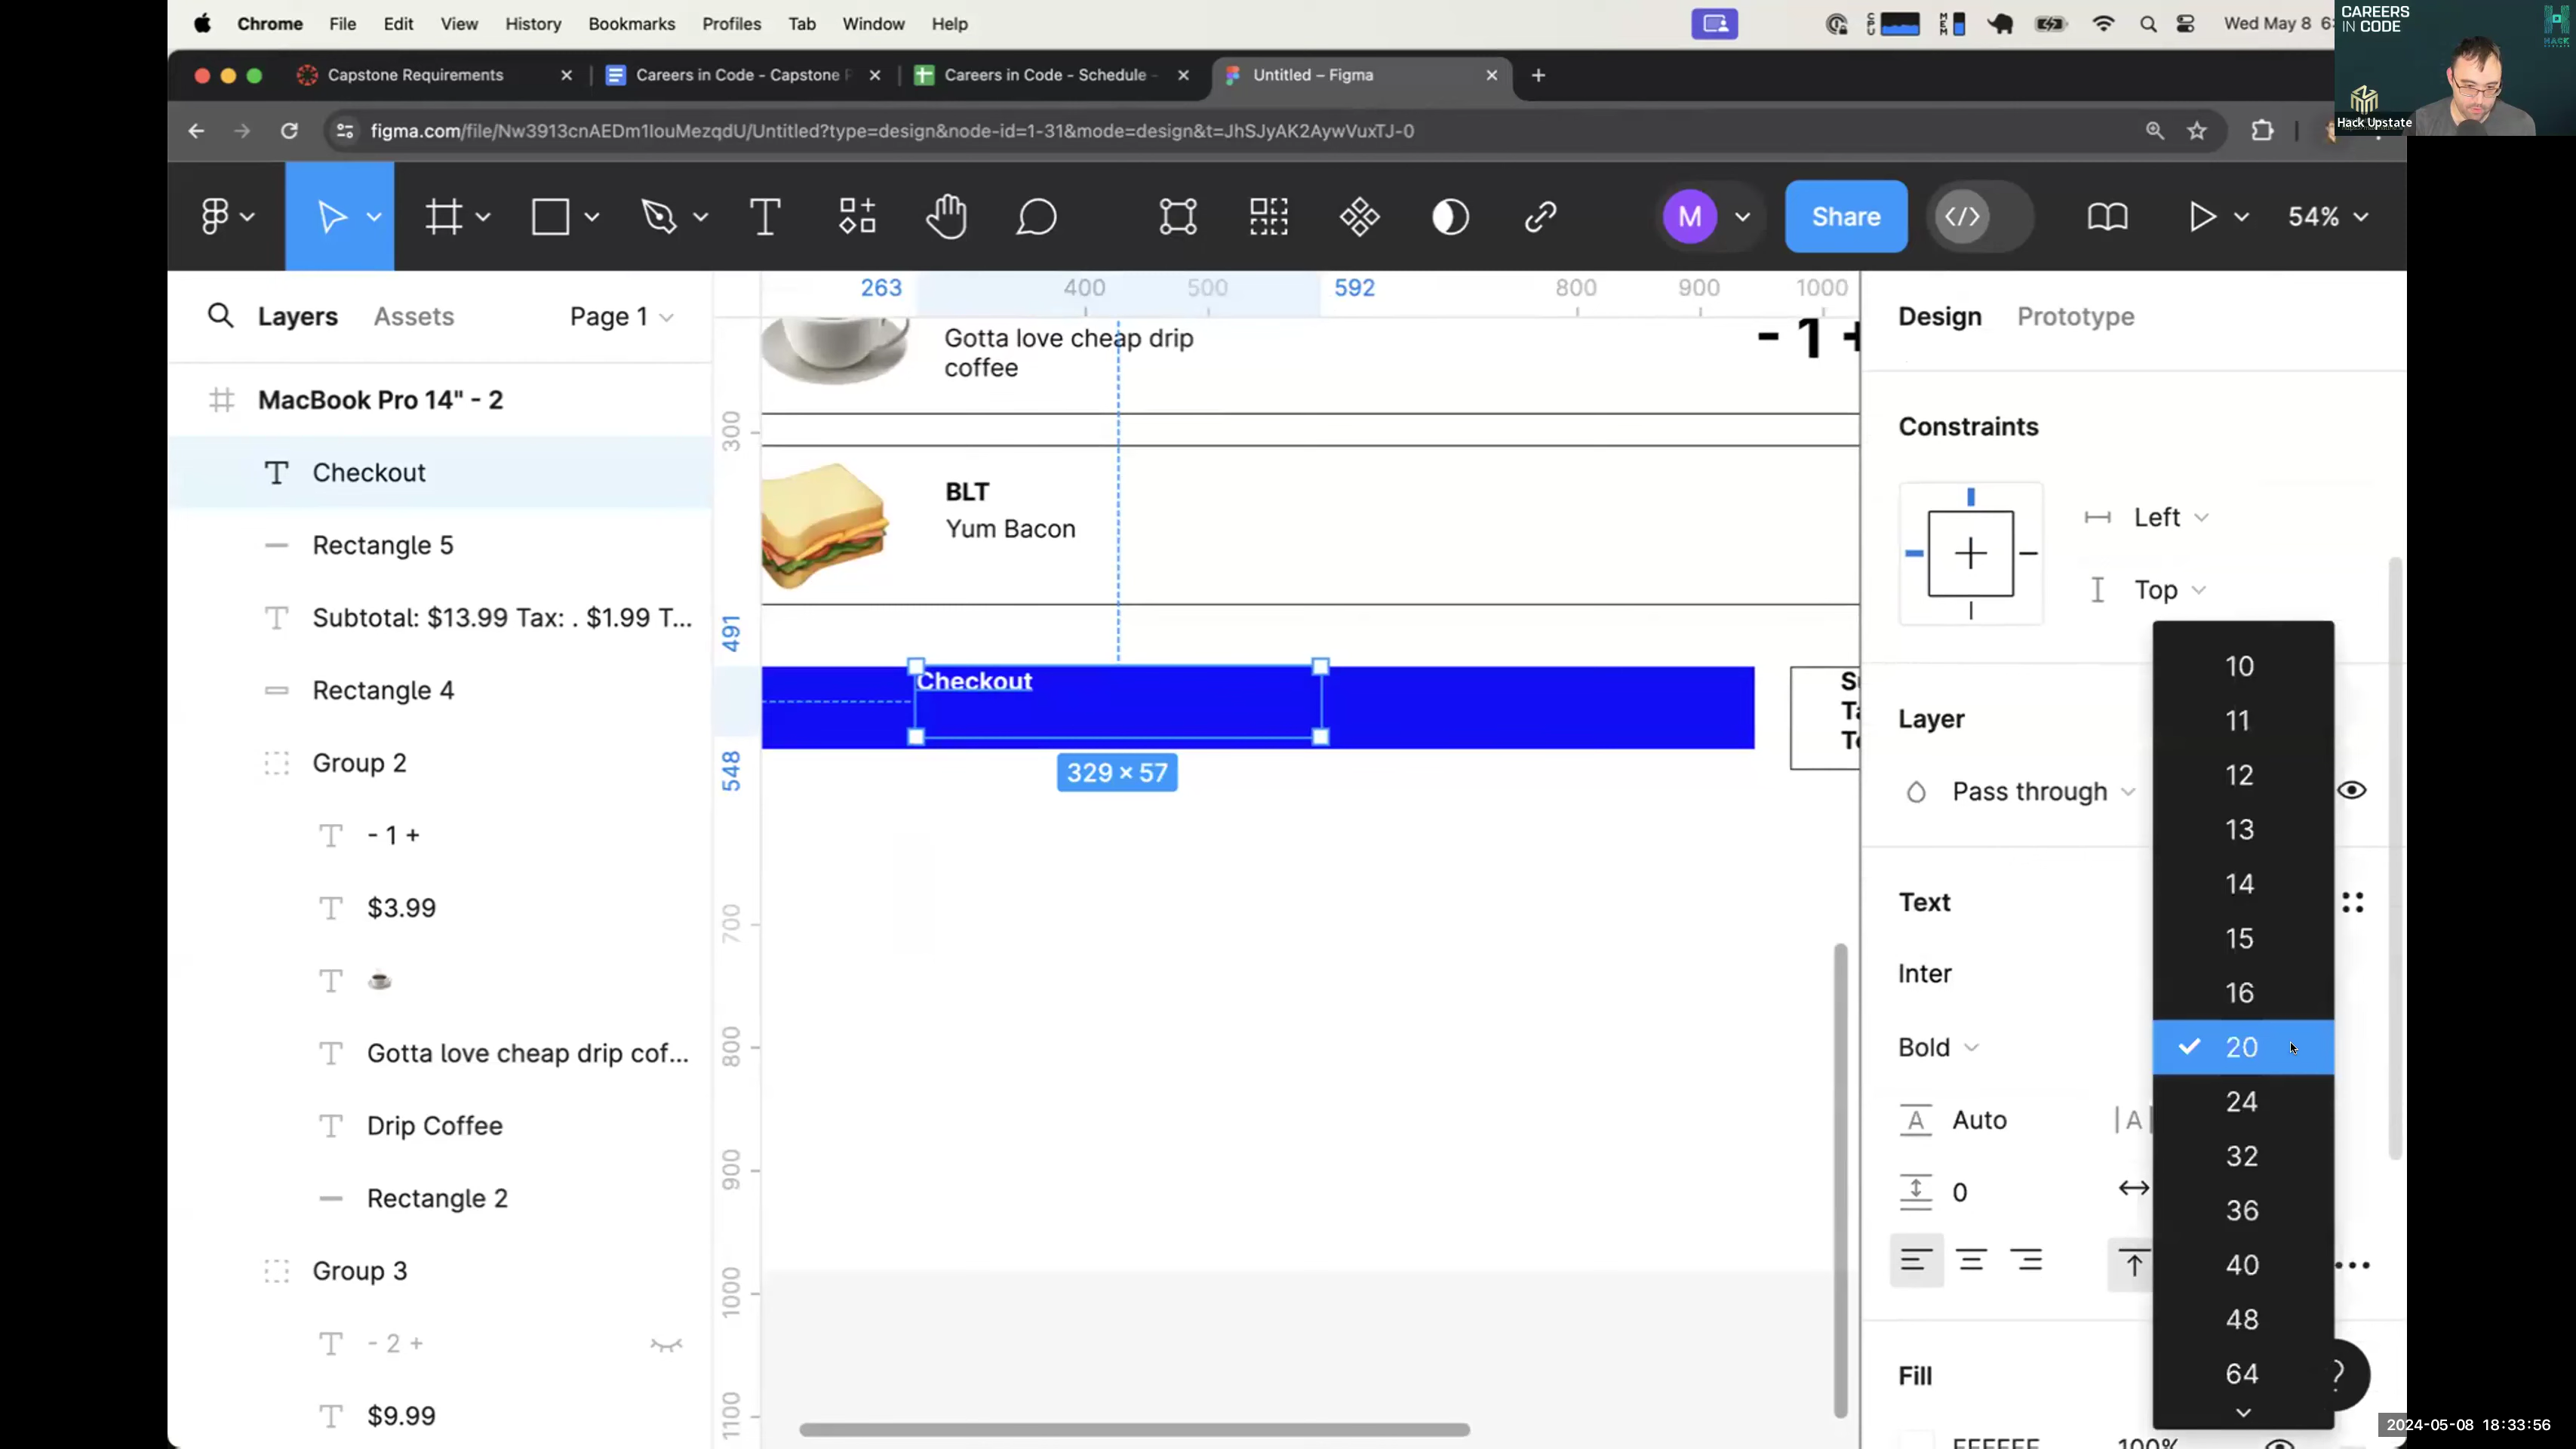 Chrome File Edit View History Bookmarks Profiles Tab Window Help
CPU
MEM
Wed May 8
CAREERS
IN CODE
Hack Upstate
Capstone Requirements
Careers in Code - Capstone
Careers in Code - Schedule -
Untitled – Figma
figma.com/file/Nw3913cnAEDm1IouMezqdU/Untitled?type=design&node-id=1-31&mode=design&t=JhSJyAK2AywVuxTJ-0
M
Share
54%
Layers
Assets
Page 1
MacBook Pro 14" - 2
Checkout
Rectangle 5
Subtotal: $13.99 Tax: . $1.99 T...
Rectangle 4
Group 2
- 1 +
$3.99
Gotta love cheap drip cof...
Drip Coffee
Rectangle 2
Group 3
- 2 +
$9.99
263 400 500 592 800 900 1000
300
491
548
700
800
900
1000
1100
Gotta love cheap drip
coffee
- 1 +
BLT
Yum Bacon
Checkout
329 × 57
Design
Prototype
Constraints
Left
Top
Layer
Pass through
Text
Inter
Bold
Auto
|A|
0
Fill
FFFFFF 100%
10
11
12
13
14
15
16
20
24
32
36
40
48
64
?
2024-05-08 18:33:56